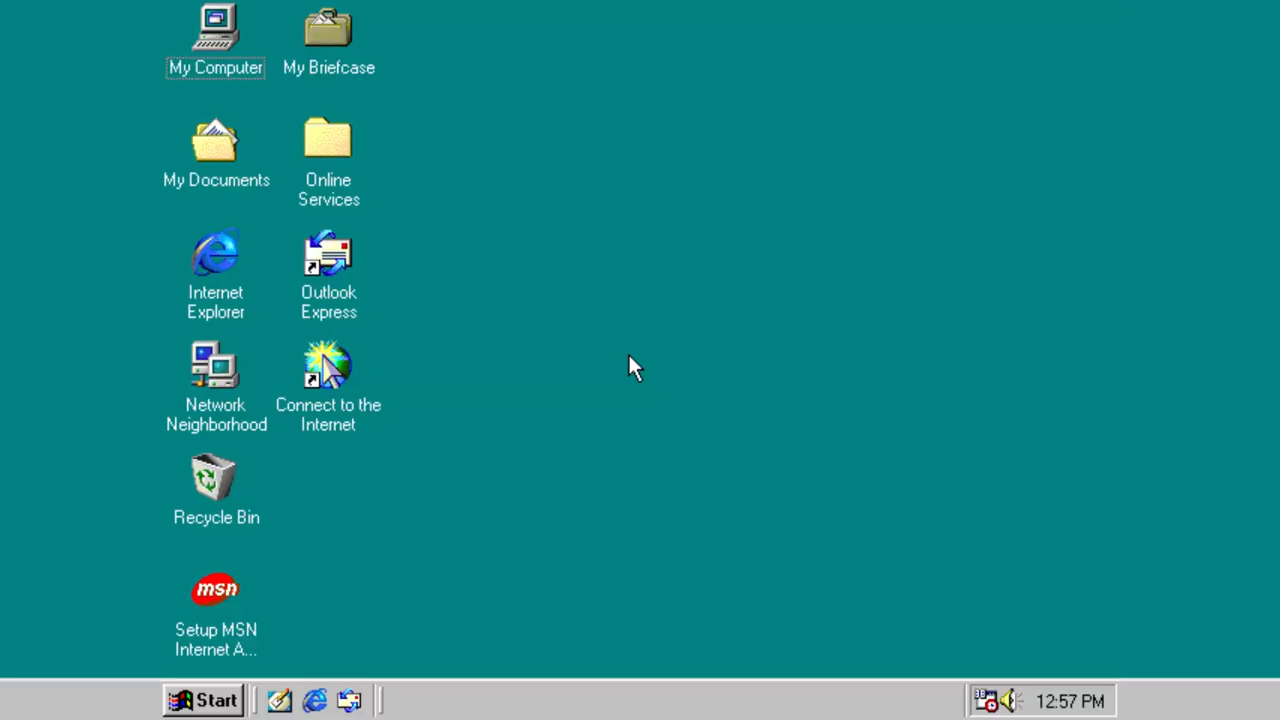 My Computer
My Briefcase
My Documents
Online
Services
Internet
Explorer
Outlook
Express
Network
Neighborhood
Connect to the
Internet
Recycle Bin
msn
Setup MSN
Internet A...
Start
12:57 PM